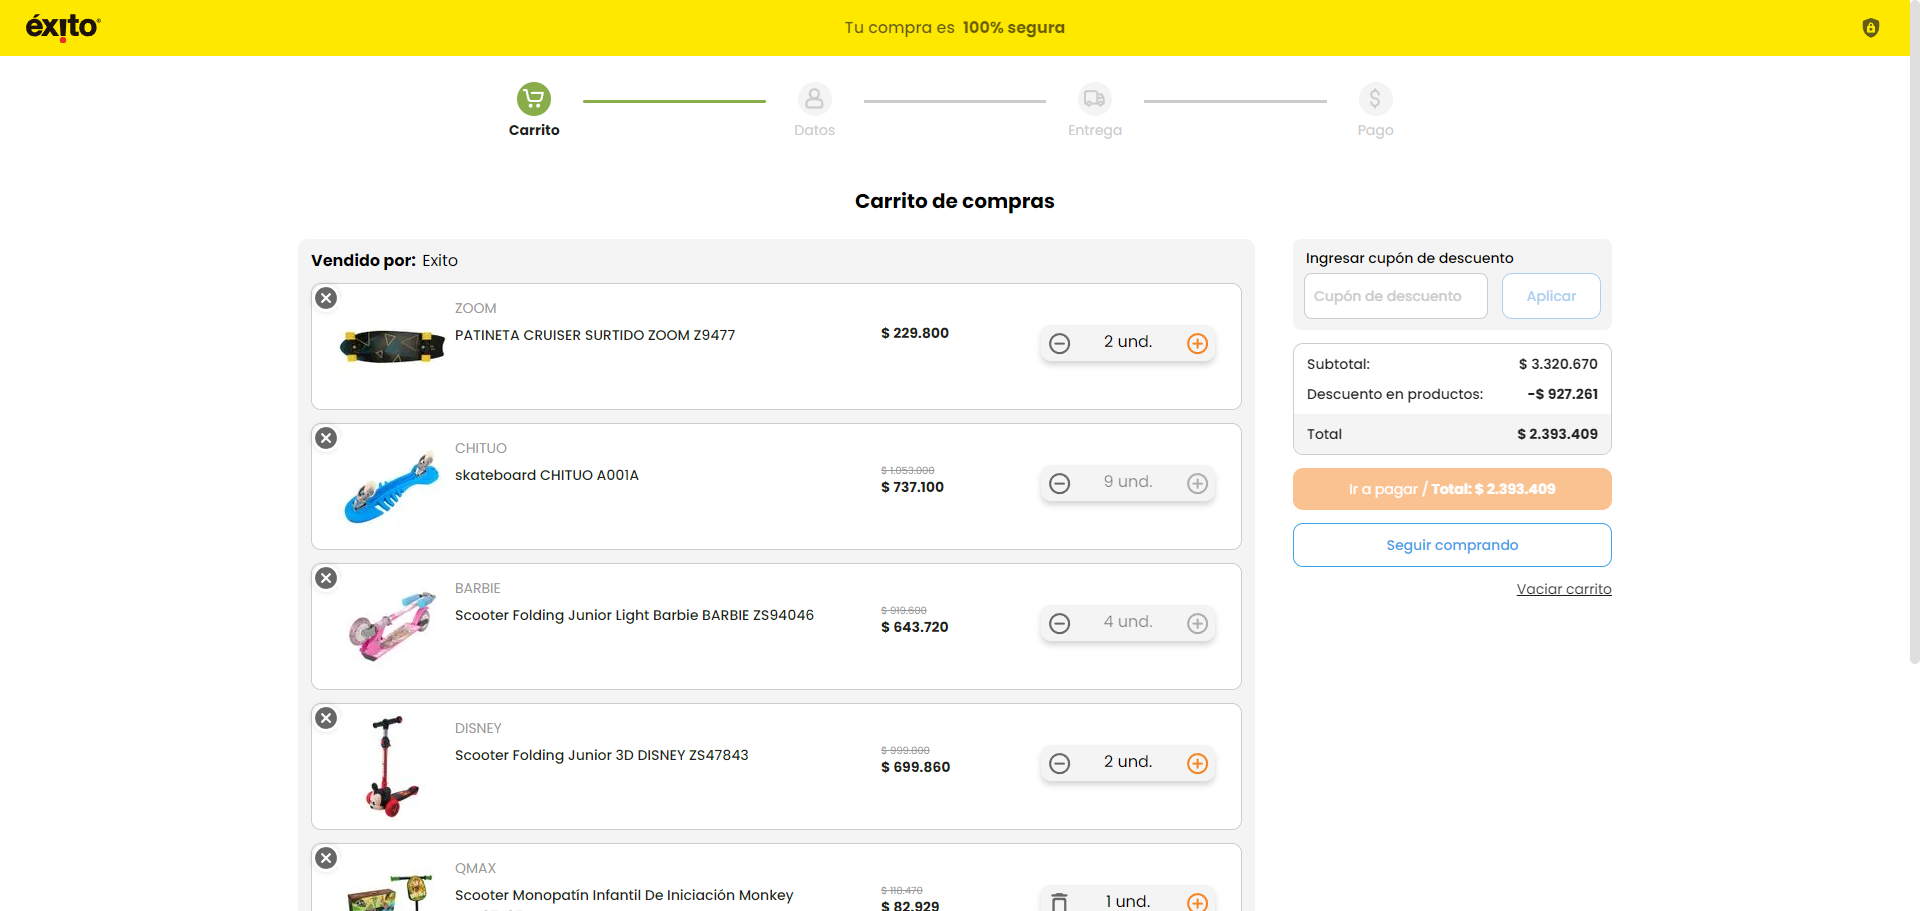 éxito
Tu compra es 100% segura
Carrito
Datos
Entrega
Pago
Carrito de compras
Vendido por: Exito
ZOOM
PATINETA CRUISER SURTIDO ZOOM Z9477
$ 229.800
2 und.
CHITUO
skateboard CHITUO A001A
$ 1.053.000
$ 737.100
9 und.
BARBIE
Scooter Folding Junior Light Barbie BARBIE ZS94046
$ 919.600
$ 643.720
4 und.
DISNEY
Scooter Folding Junior 3D DISNEY ZS47843
$ 999.800
$ 699.860
2 und.
QMAX
Scooter Monopatín Infantil De Iniciación Monkey
$ 118.470
$ 82.929
1 und.
Ingresar cupón de descuento
Cupón de descuento
Aplicar
Subtotal: $ 3.320.670
Descuento en productos: -$ 927.261
Total $ 2.393.409
Ir a pagar / Total: $ 2.393.409
Seguir comprando
Vaciar carrito